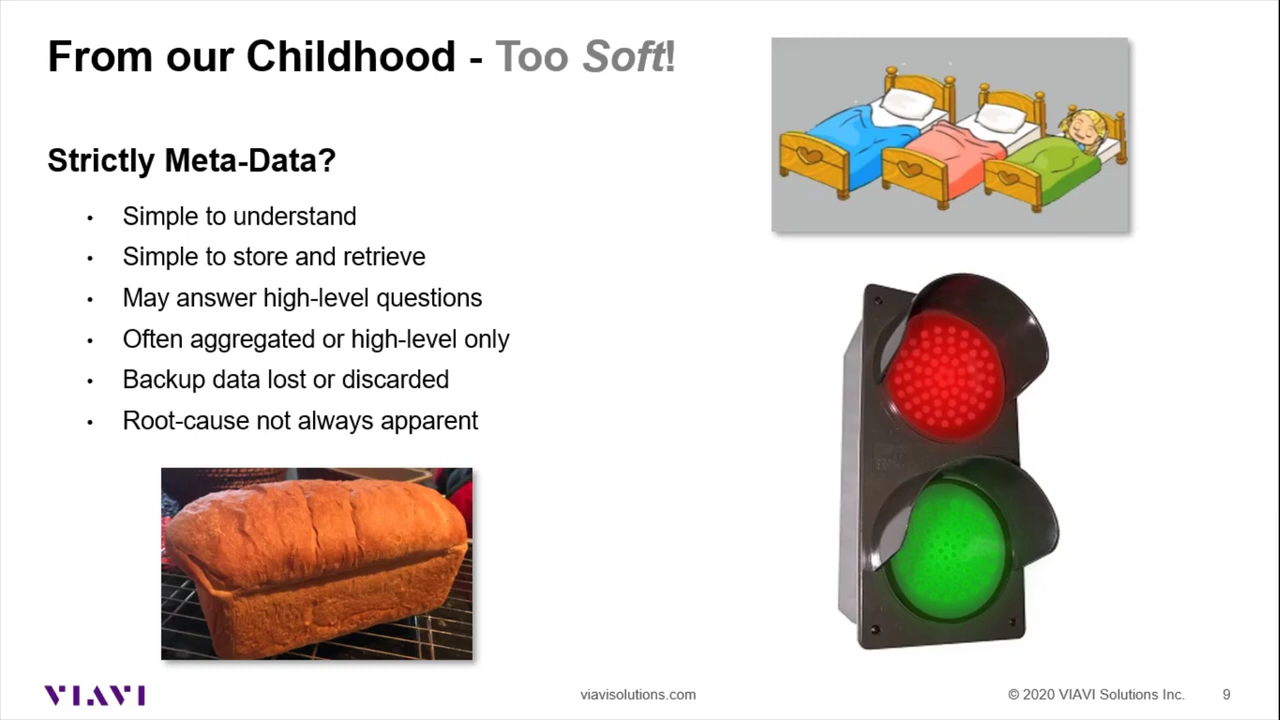 From our Childhood - Too Soft!
Strictly Meta-Data?
• Simple to understand
• Simple to store and retrieve
• May answer high-level questions
• Often aggregated or high-level only
• Backup data lost or discarded
• Root-cause not always apparent
VIAVI
viavisolutions.com
© 2020 VIAVI Solutions Inc.
9